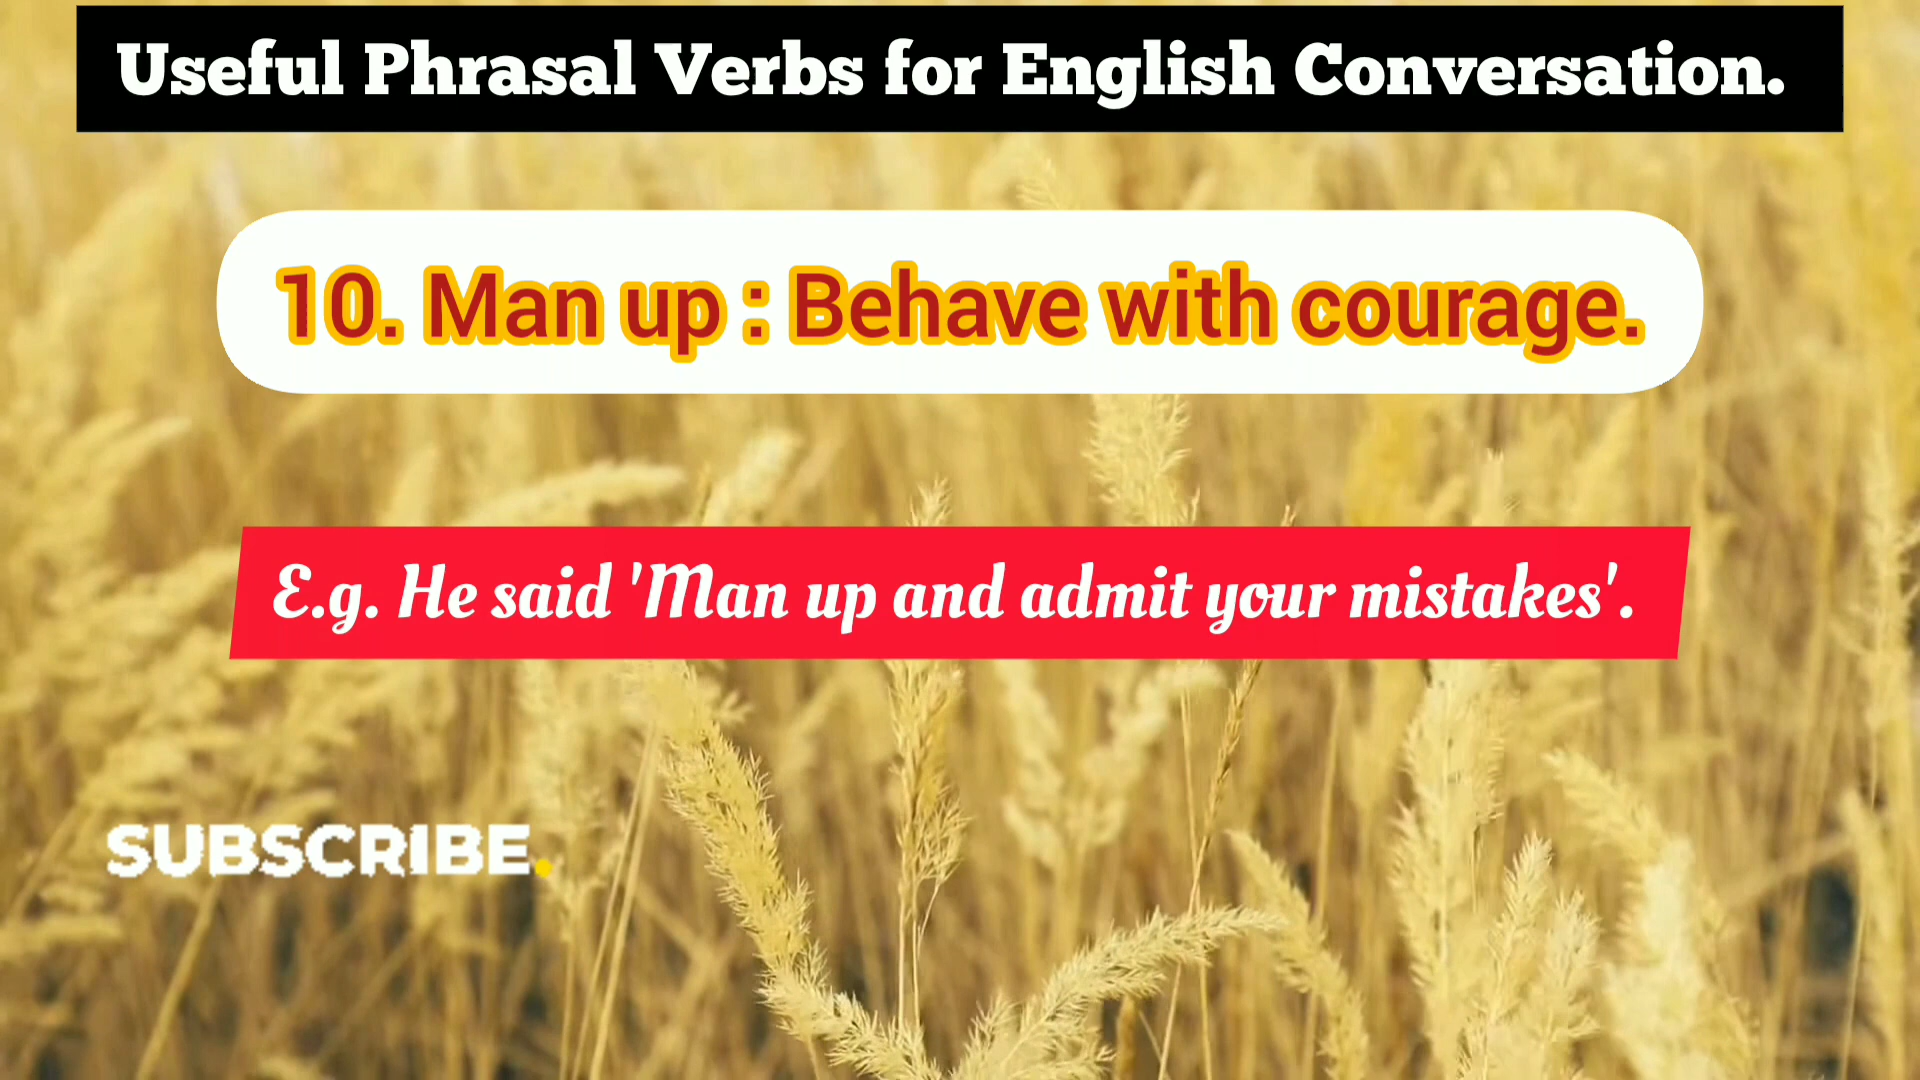 Useful Phrasal Verbs for English Conversation.
10. Man up : Behave with courage.
E.g. He said 'Man up and admit your mistakes'.
SUBSCRIBE.